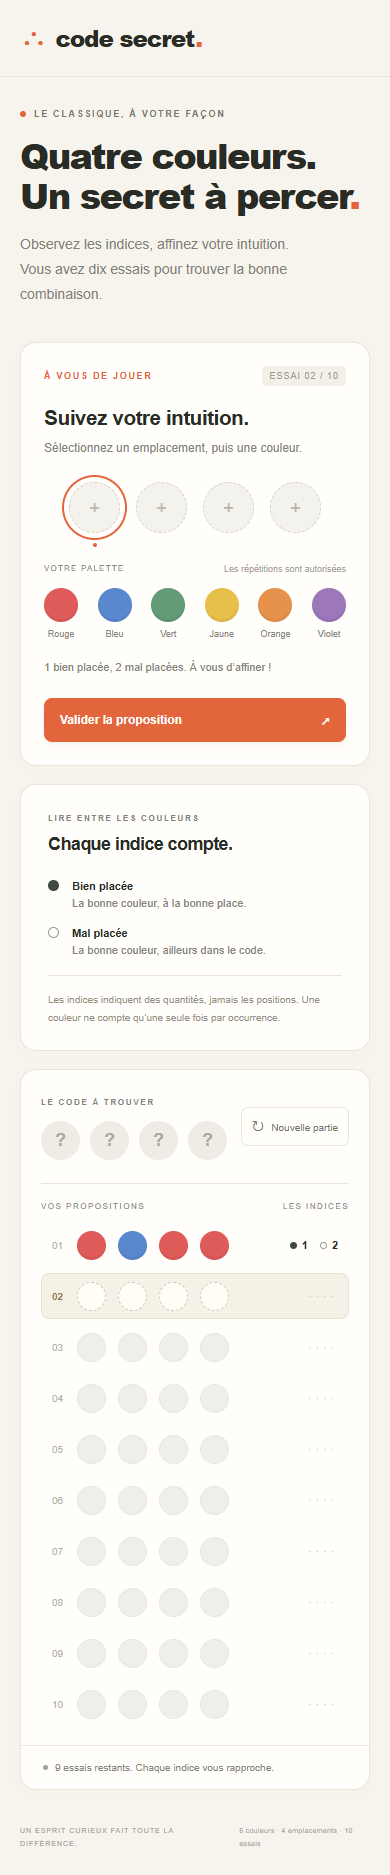 code secret.
LE CLASSIQUE, À VOTRE FAÇON
Quatre couleurs.
Un secret à percer.
Observez les indices, affinez votre intuition.
Vous avez dix essais pour trouver la bonne
combinaison.
À VOUS DE JOUER
ESSAI 02 / 10
Suivez votre intuition.
Sélectionnez un emplacement, puis une couleur.
+ + + +
VOTRE PALETTE
Les répétitions sont autorisées
Rouge Bleu Vert Jaune Orange Violet
1 bien placée, 2 mal placées. À vous d'affiner !
Valider la proposition ↗
LIRE ENTRE LES COULEURS
Chaque indice compte.
Bien placée
La bonne couleur, à la bonne place.
Mal placée
La bonne couleur, ailleurs dans le code.
Les indices indiquent des quantités, jamais les positions. Une
couleur ne compte qu'une seule fois par occurrence.
LE CODE À TROUVER
? ? ? ?
↻ Nouvelle partie
VOS PROPOSITIONS
LES INDICES
01 1 2
02 · · · ·
03 · · · ·
04 · · · ·
05 · · · ·
06 · · · ·
07 · · · ·
08 · · · ·
09 · · · ·
10 · · · ·
9 essais restants. Chaque indice vous rapproche.
UN ESPRIT CURIEUX FAIT TOUTE LA
DIFFÉRENCE.
6 couleurs · 4 emplacements · 10
essais